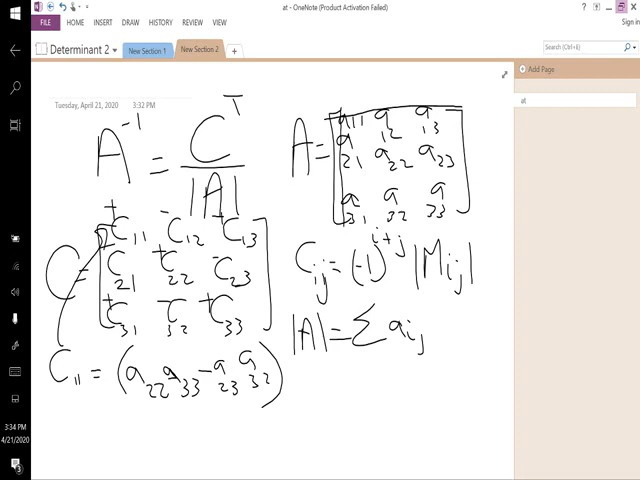 at - OneNote (Product Activation Failed)
FILE HOME INSERT DRAW HISTORY REVIEW VIEW
Sign in
Determinant 2 New Section 1 New Section 2 +
Search (Ctrl+E)
Add Page
at
Tuesday, April 21, 2020 3:32 PM
A⁻¹ = Cᵀ / |A|
A = [a11 a12 a13
a21 a22 a23
a31 a32 a33]
C = [+C11 -C12 +C13
-C21 +C22 -C23
+C31 -C32 +C33]
Cij = (-1)^i+j |Mij|
|A| = Σ aij
C11 = (a22 a33 - a23 a32)
3:34 PM
4/21/2020
3